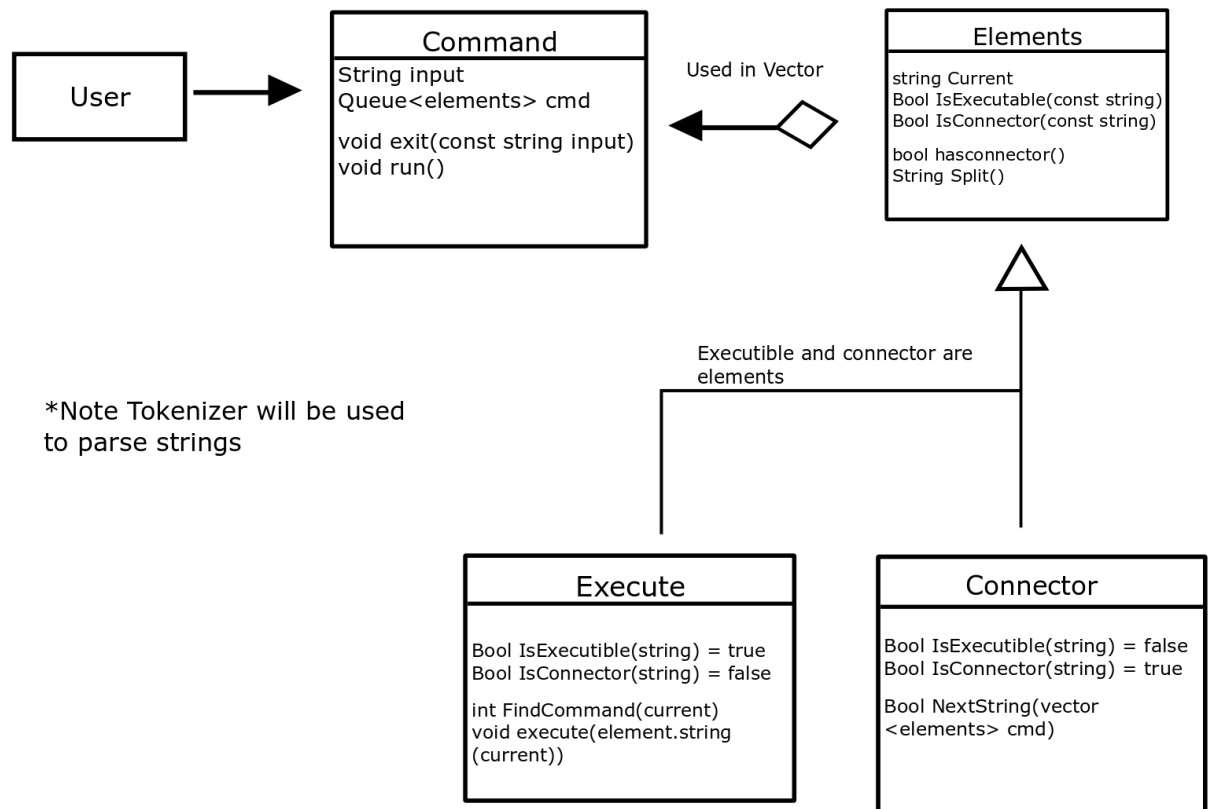 User
Command
String input
Queue<elements> cmd
void exit(const string input)
void run()
Used in Vector
Elements
string Current
Bool IsExecutable(const string)
Bool IsConnector(const string)
bool hasconnector()
String Split()
Executible and connector are
elements
*Note Tokenizer will be used
to parse strings
Execute
Bool IsExecutible(string) = true
Bool IsConnector(string) = false
int FindCommand(current)
void execute(element.string
(current))
Connector
Bool IsExecutible(string) = false
Bool IsConnector(string) = true
Bool NextString(vector
<elements> cmd)